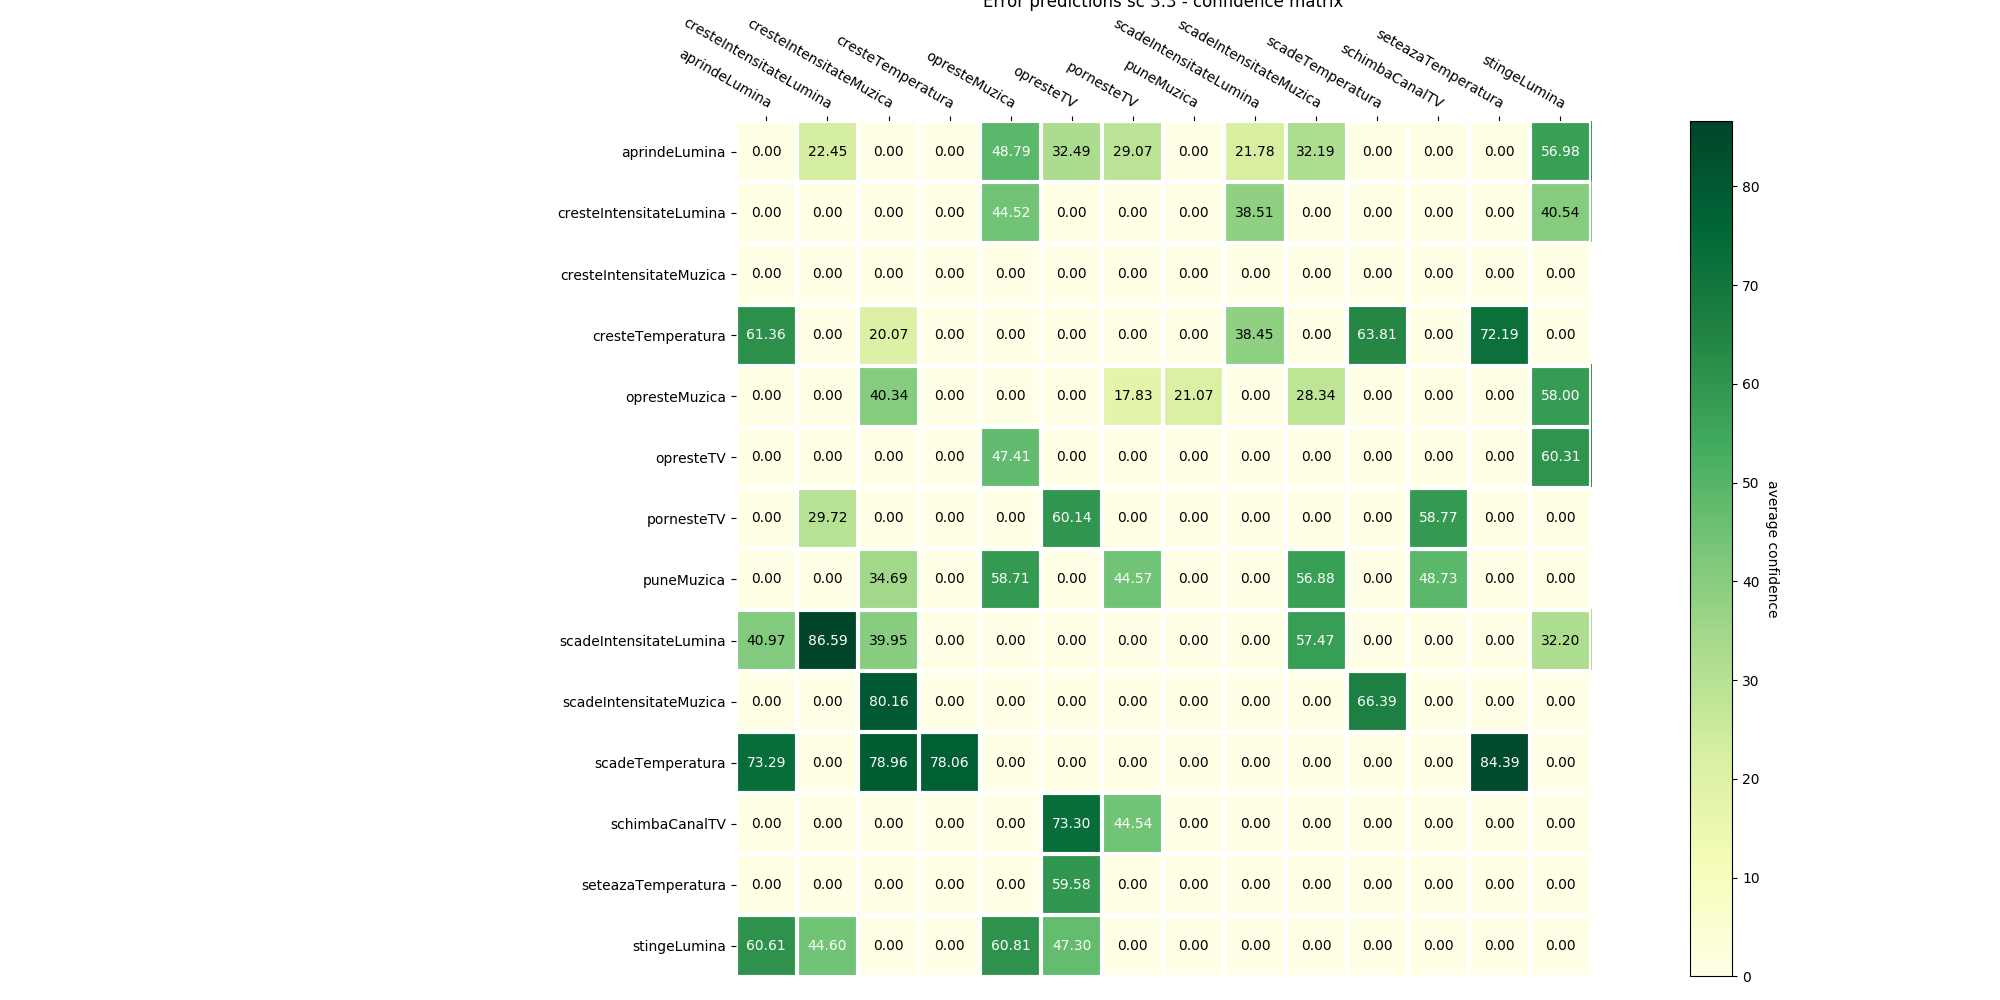 Error predictions sc 3.3 - confidence matrix
aprindeLumina
cresteIntensitateLumina
cresteIntensitateMuzica
cresteTemperatura
opresteMuzica
opresteTV
pornesteTV
puneMuzica
scadeIntensitateLumina
scadeIntensitateMuzica
scadeTemperatura
schimbaCanalTV
seteazaTemperatura
stingeLumina
aprindeLumina 0.00 22.45 0.00 0.00 48.79 32.49 29.07 0.00 21.78 32.19 0.00 0.00 0.00 56.98
cresteIntensitateLumina 0.00 0.00 0.00 0.00 44.52 0.00 0.00 0.00 38.51 0.00 0.00 0.00 0.00 40.54
cresteIntensitateMuzica 0.00 0.00 0.00 0.00 0.00 0.00 0.00 0.00 0.00 0.00 0.00 0.00 0.00 0.00
cresteTemperatura 61.36 0.00 20.07 0.00 0.00 0.00 0.00 0.00 38.45 0.00 63.81 0.00 72.19 0.00
opresteMuzica 0.00 0.00 40.34 0.00 0.00 0.00 17.83 21.07 0.00 28.34 0.00 0.00 0.00 58.00
opresteTV 0.00 0.00 0.00 0.00 47.41 0.00 0.00 0.00 0.00 0.00 0.00 0.00 0.00 60.31
pornesteTV 0.00 29.72 0.00 0.00 0.00 60.14 0.00 0.00 0.00 0.00 0.00 58.77 0.00 0.00
puneMuzica 0.00 0.00 34.69 0.00 58.71 0.00 44.57 0.00 0.00 56.88 0.00 48.73 0.00 0.00
scadeIntensitateLumina 40.97 86.59 39.95 0.00 0.00 0.00 0.00 0.00 0.00 57.47 0.00 0.00 0.00 32.20
scadeIntensitateMuzica 0.00 0.00 80.16 0.00 0.00 0.00 0.00 0.00 0.00 0.00 66.39 0.00 0.00 0.00
scadeTemperatura 73.29 0.00 78.96 78.06 0.00 0.00 0.00 0.00 0.00 0.00 0.00 0.00 84.39 0.00
schimbaCanalTV 0.00 0.00 0.00 0.00 0.00 73.30 44.54 0.00 0.00 0.00 0.00 0.00 0.00 0.00
seteazaTemperatura 0.00 0.00 0.00 0.00 0.00 59.58 0.00 0.00 0.00 0.00 0.00 0.00 0.00 0.00
stingeLumina 60.61 44.60 0.00 0.00 60.81 47.30 0.00 0.00 0.00 0.00 0.00 0.00 0.00 0.00
80
70
60
50
40
30
20
10
0
average confidence